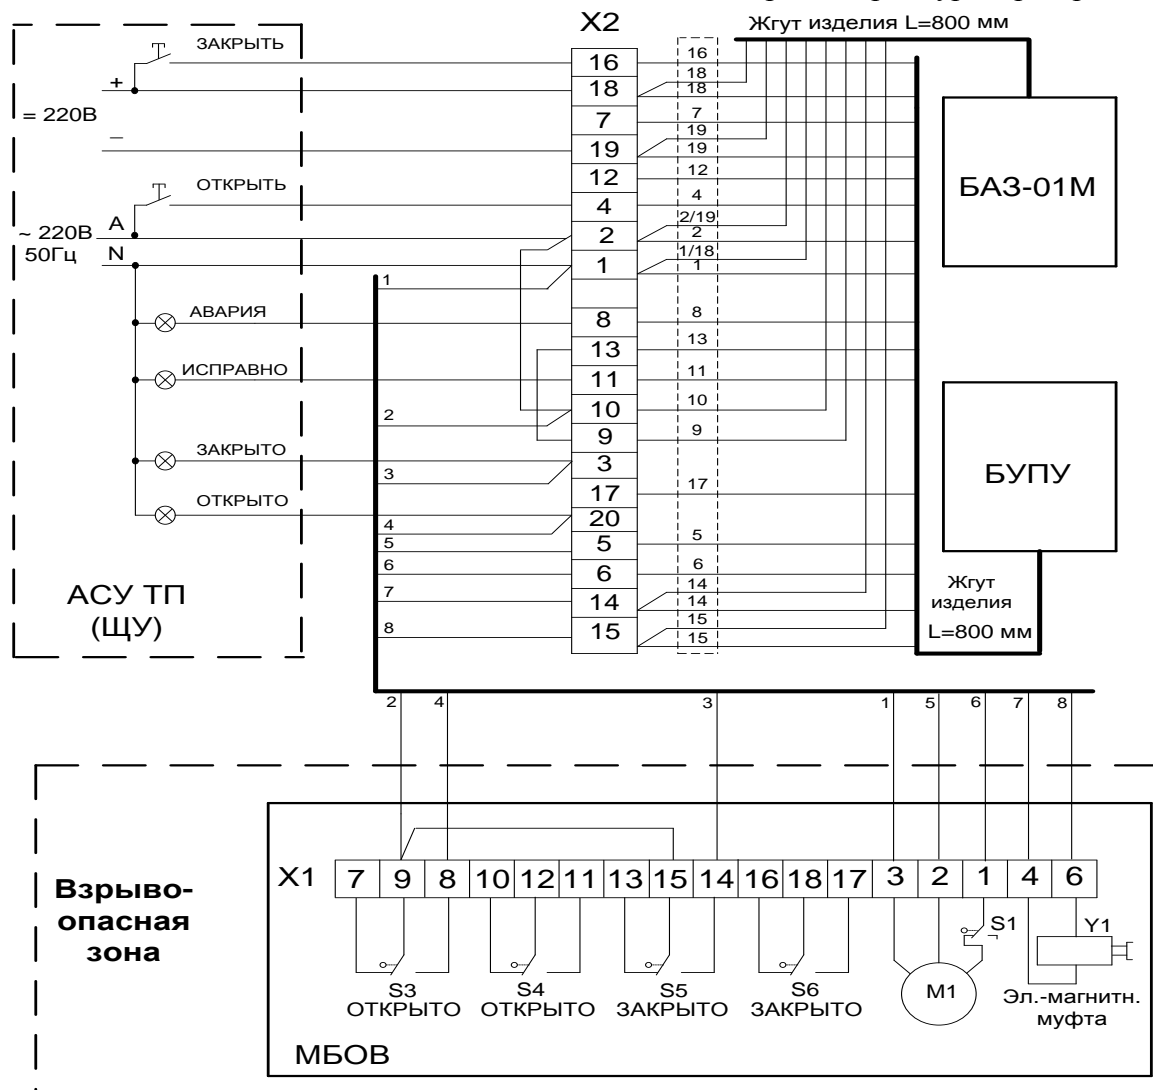 X2
Жгут изделия L=800 мм
ЗАКРЫТЬ
+
= 220В
–
ОТКРЫТЬ
А
~ 220В
50Гц
N
АВАРИЯ
ИСПРАВНО
ЗАКРЫТО
ОТКРЫТО
АСУ ТП
(ЩУ)
1
2
3
4
5
6
7
8
16
18
7
19
12
4
2
1
8
13
11
10
9
3
17
20
5
6
14
15
16
18
18
7
19
19
12
4
2/19
2
1/18
1
8
13
11
10
9
17
5
6
14
14
15
15
БАЗ-01М
БУПУ
Жгут
изделия
L=800 мм
2 4 3 1 5 6 7 8
Взрыво-
опасная
зона
X1 7 9 8 10 12 11 13 15 14 16 18 17 3 2 1 4 6
S1
Y1
S3
ОТКРЫТО
S4
ОТКРЫТО
S5
ЗАКРЫТО
S6
ЗАКРЫТО
М1
Эл.-магнитн.
муфта
МБОВ